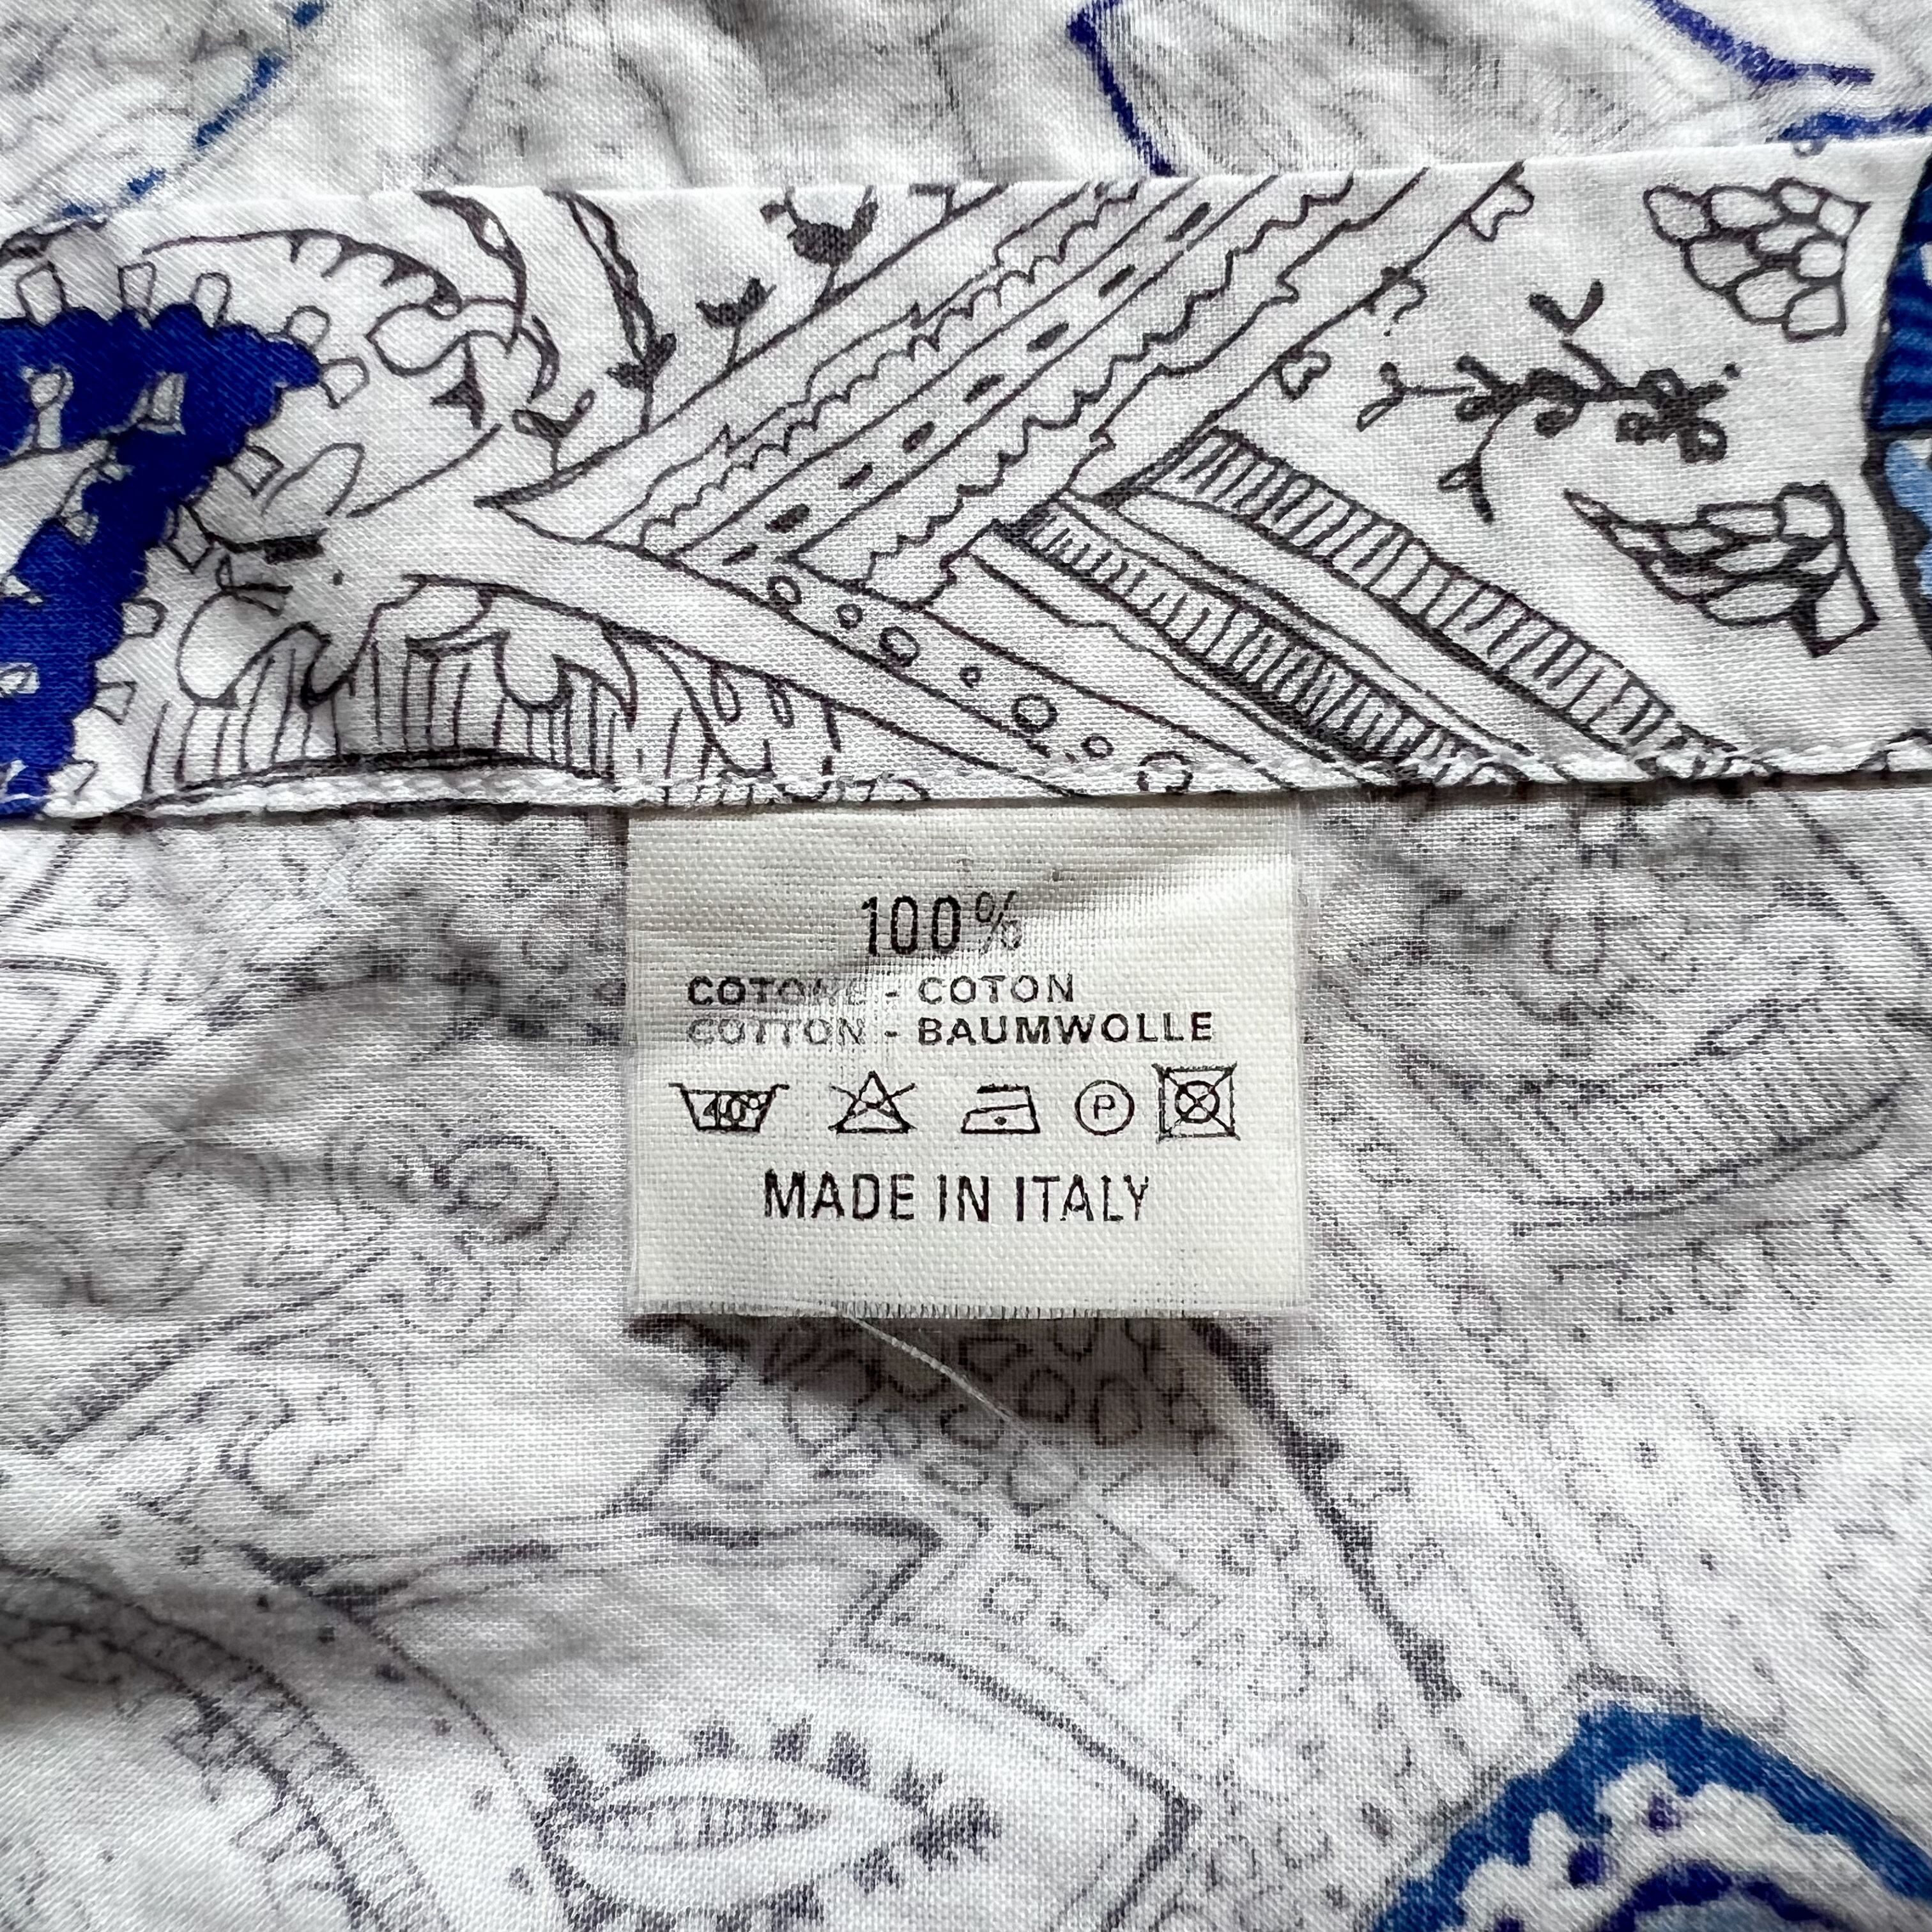 100%
COTONE - COTON
COTTON - BAUMWOLLE
40°
P
MADE IN ITALY